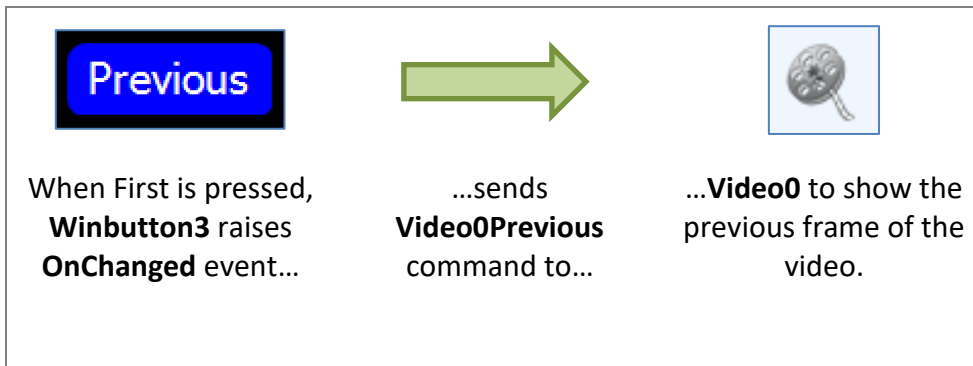 Previous
When First is pressed,
Winbutton3 raises
OnChanged event…
…sends
Video0Previous
command to…
…Video0 to show the
previous frame of the
video.